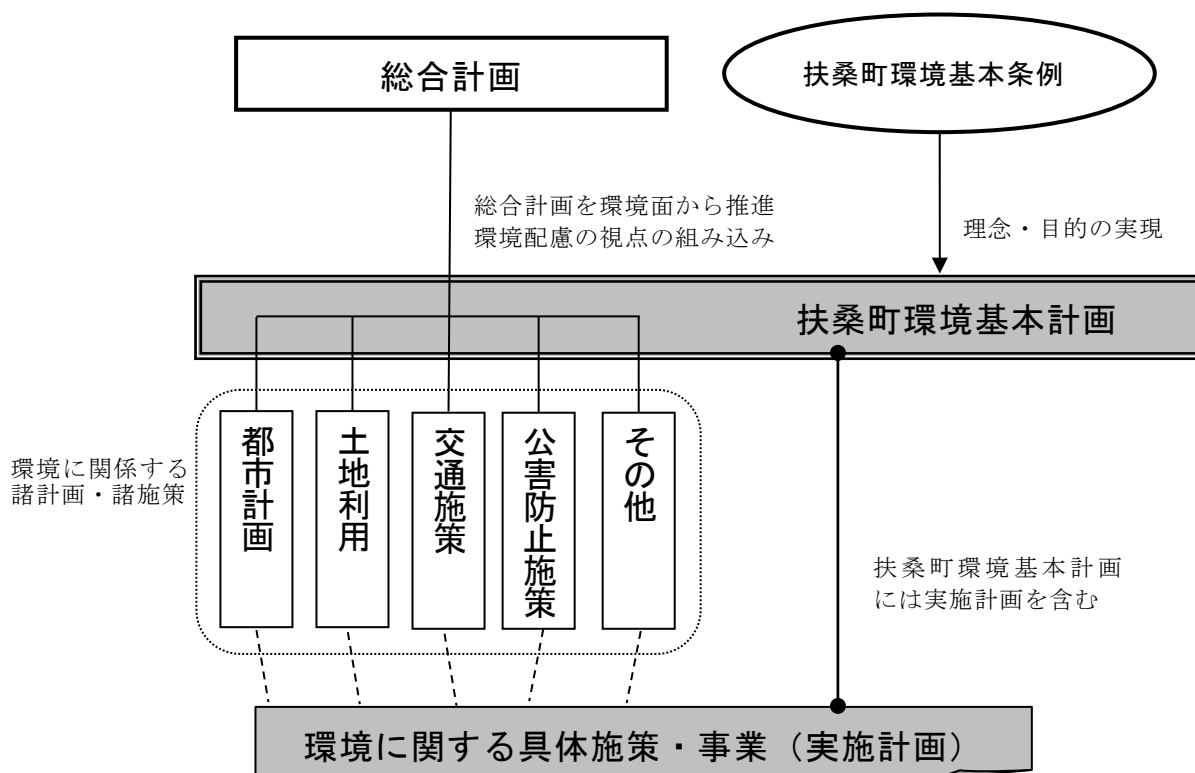 総合計画
扶桑町環境基本条例
総合計画を環境面から推進
環境配慮の視点の組み込み
理念・目的の実現
扶桑町環境基本計画
環境に関係する
諸計画・諸施策
都市計画
土地利用
交通施策
公害防止施策
その他
扶桑町環境基本計画
には実施計画を含む
環境に関する具体施策・事業（実施計画）